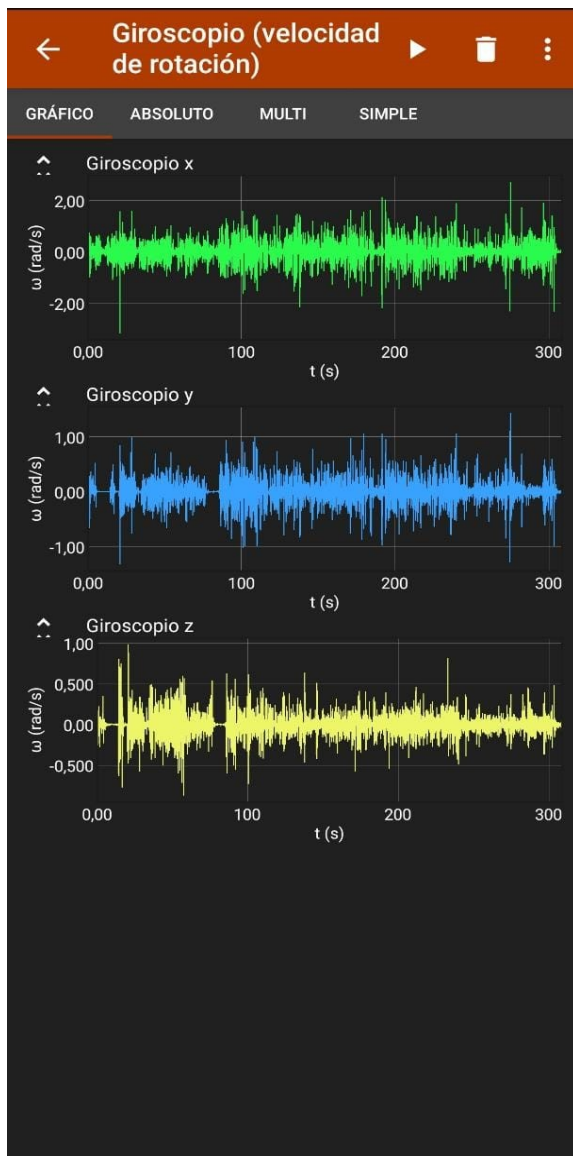 Giroscopio (velocidad
de rotación)
GRÁFICO ABSOLUTO MULTI SIMPLE
Giroscopio x
2,00
0,00
-2,00
ω (rad/s)
0,00 100 200 300
t (s)
Giroscopio y
1,00
0,00
-1,00
ω (rad/s)
0,00 100 200 300
t (s)
Giroscopio z
1,00
0,500
0,00
-0,500
ω (rad/s)
0,00 100 200 300
t (s)